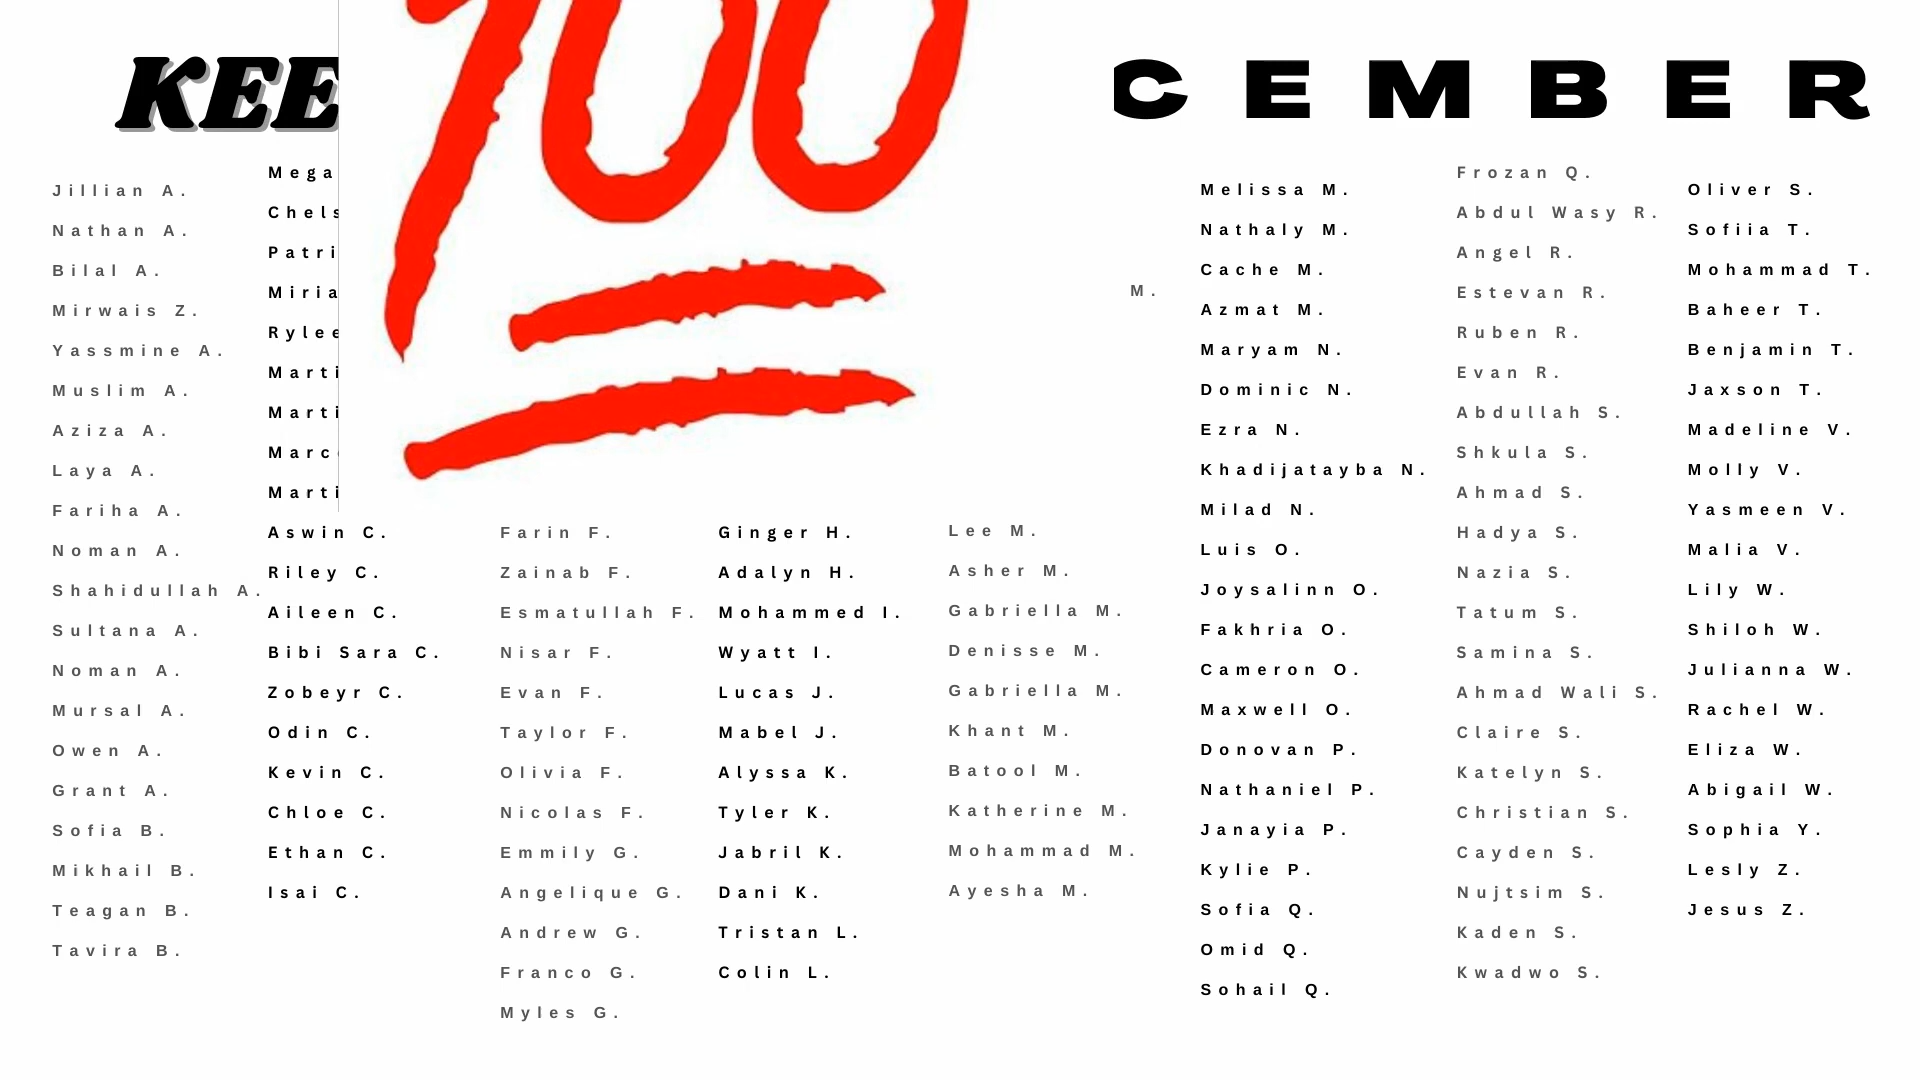 CEMBER
Jillian A.
Nathan A.
Bilal A.
Mirwais Z.
Yassmine A.
Muslim A.
Aziza A.
Laya A.
Fariha A.
Noman A.
Shahidullah A.
Sultana A.
Noman A.
Mursal A.
Owen A.
Grant A.
Sofia B.
Mikhail B.
Teagan B.
Tavira B.
Aswin C.
Riley C.
Aileen C.
Bibi Sara C.
Zobeyr C.
Odin C.
Kevin C.
Chloe C.
Ethan C.
Isai C.
100
Farin F.
Zainab F.
Esmatullah F.
Nisar F.
Evan F.
Taylor F.
Olivia F.
Nicolas F.
Emmily G.
Angelique G.
Andrew G.
Franco G.
Myles G.
Ginger H.
Adalyn H.
Mohammed I.
Wyatt I.
Lucas J.
Mabel J.
Alyssa K.
Tyler K.
Jabril K.
Dani K.
Tristan L.
Colin L.
M.
Lee M.
Asher M.
Gabriella M.
Denisse M.
Gabriella M.
Khant M.
Batool M.
Katherine M.
Mohammad M.
Ayesha M.
Melissa M.
Nathaly M.
Cache M.
Azmat M.
Maryam N.
Dominic N.
Ezra N.
Khadijatayba N.
Milad N.
Luis O.
Joysalinn O.
Fakhria O.
Cameron O.
Maxwell O.
Donovan P.
Nathaniel P.
Janayia P.
Kylie P.
Sofia Q.
Omid Q.
Sohail Q.
Frozan Q.
Abdul Wasy R.
Angel R.
Estevan R.
Ruben R.
Evan R.
Abdullah S.
Shkula S.
Ahmad S.
Hadya S.
Nazia S.
Tatum S.
Samina S.
Ahmad Wali S.
Claire S.
Katelyn S.
Christian S.
Cayden S.
Nujtsim S.
Kaden S.
Kwadwo S.
Oliver S.
Sofiia T.
Mohammad T.
Baheer T.
Benjamin T.
Jaxson T.
Madeline V.
Molly V.
Yasmeen V.
Malia V.
Lily W.
Shiloh W.
Julianna W.
Rachel W.
Eliza W.
Abigail W.
Sophia Y.
Lesly Z.
Jesus Z.